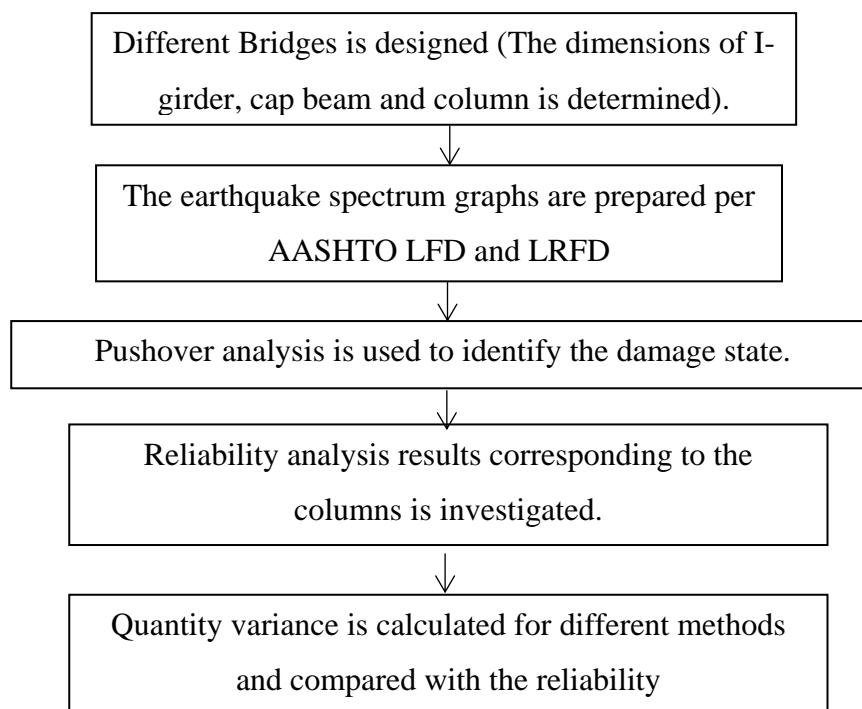 Different Bridges is designed (The dimensions of I-
girder, cap beam and column is determined).
The earthquake spectrum graphs are prepared per
AASHTO LFD and LRFD
Pushover analysis is used to identify the damage state.
Reliability analysis results corresponding to the
columns is investigated.
Quantity variance is calculated for different methods
and compared with the reliability